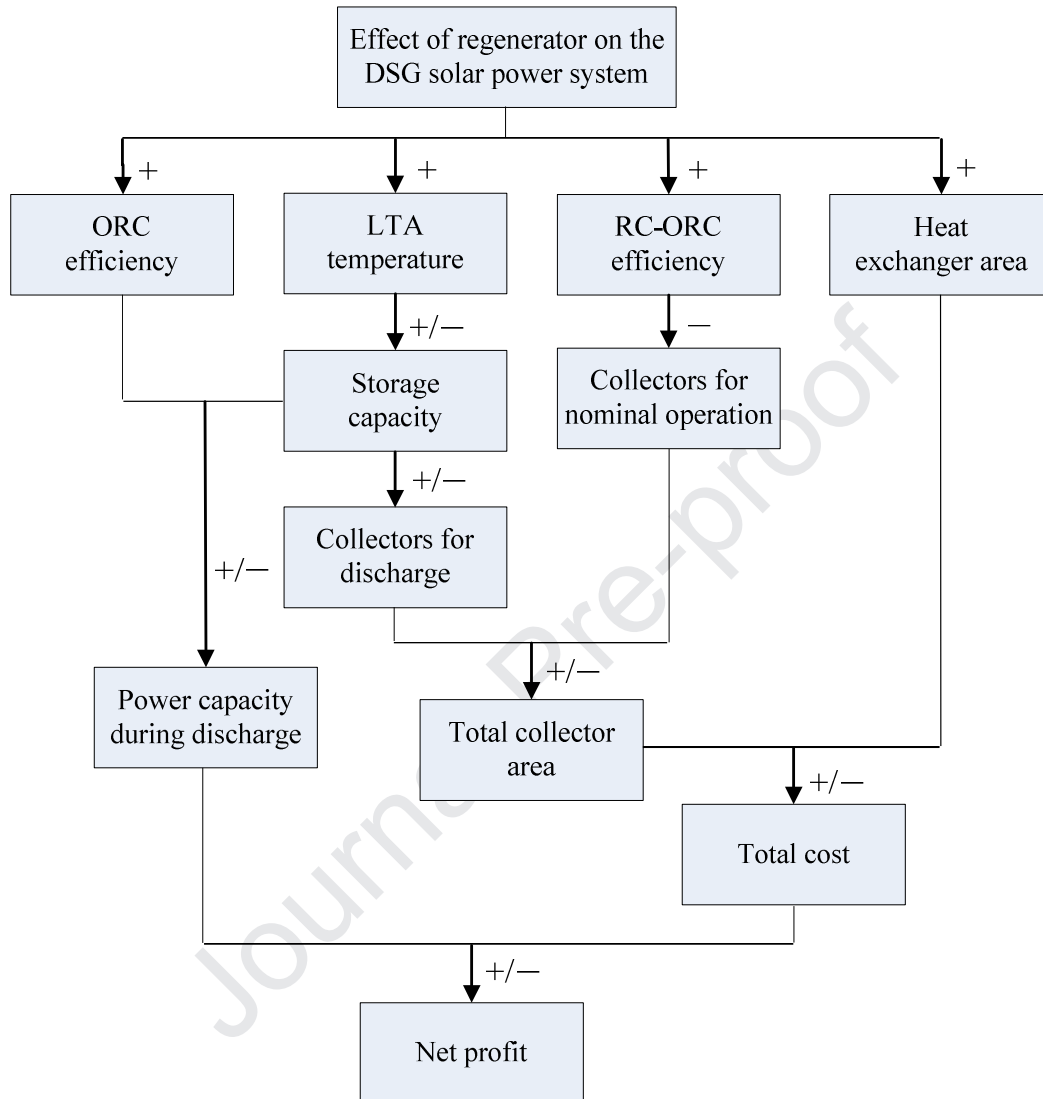 Effect of regenerator on the
DSG solar power system
+
+
+
+
ORC
efficiency
LTA
temperature
RC-ORC
efficiency
Heat
exchanger area
+/−
−
Storage
capacity
Collectors for
nominal operation
+/−
+/−
Collectors for
discharge
+/−
Power capacity
during discharge
Total collector
area
+/−
Total cost
+/−
Net profit
Journal Pre-proof